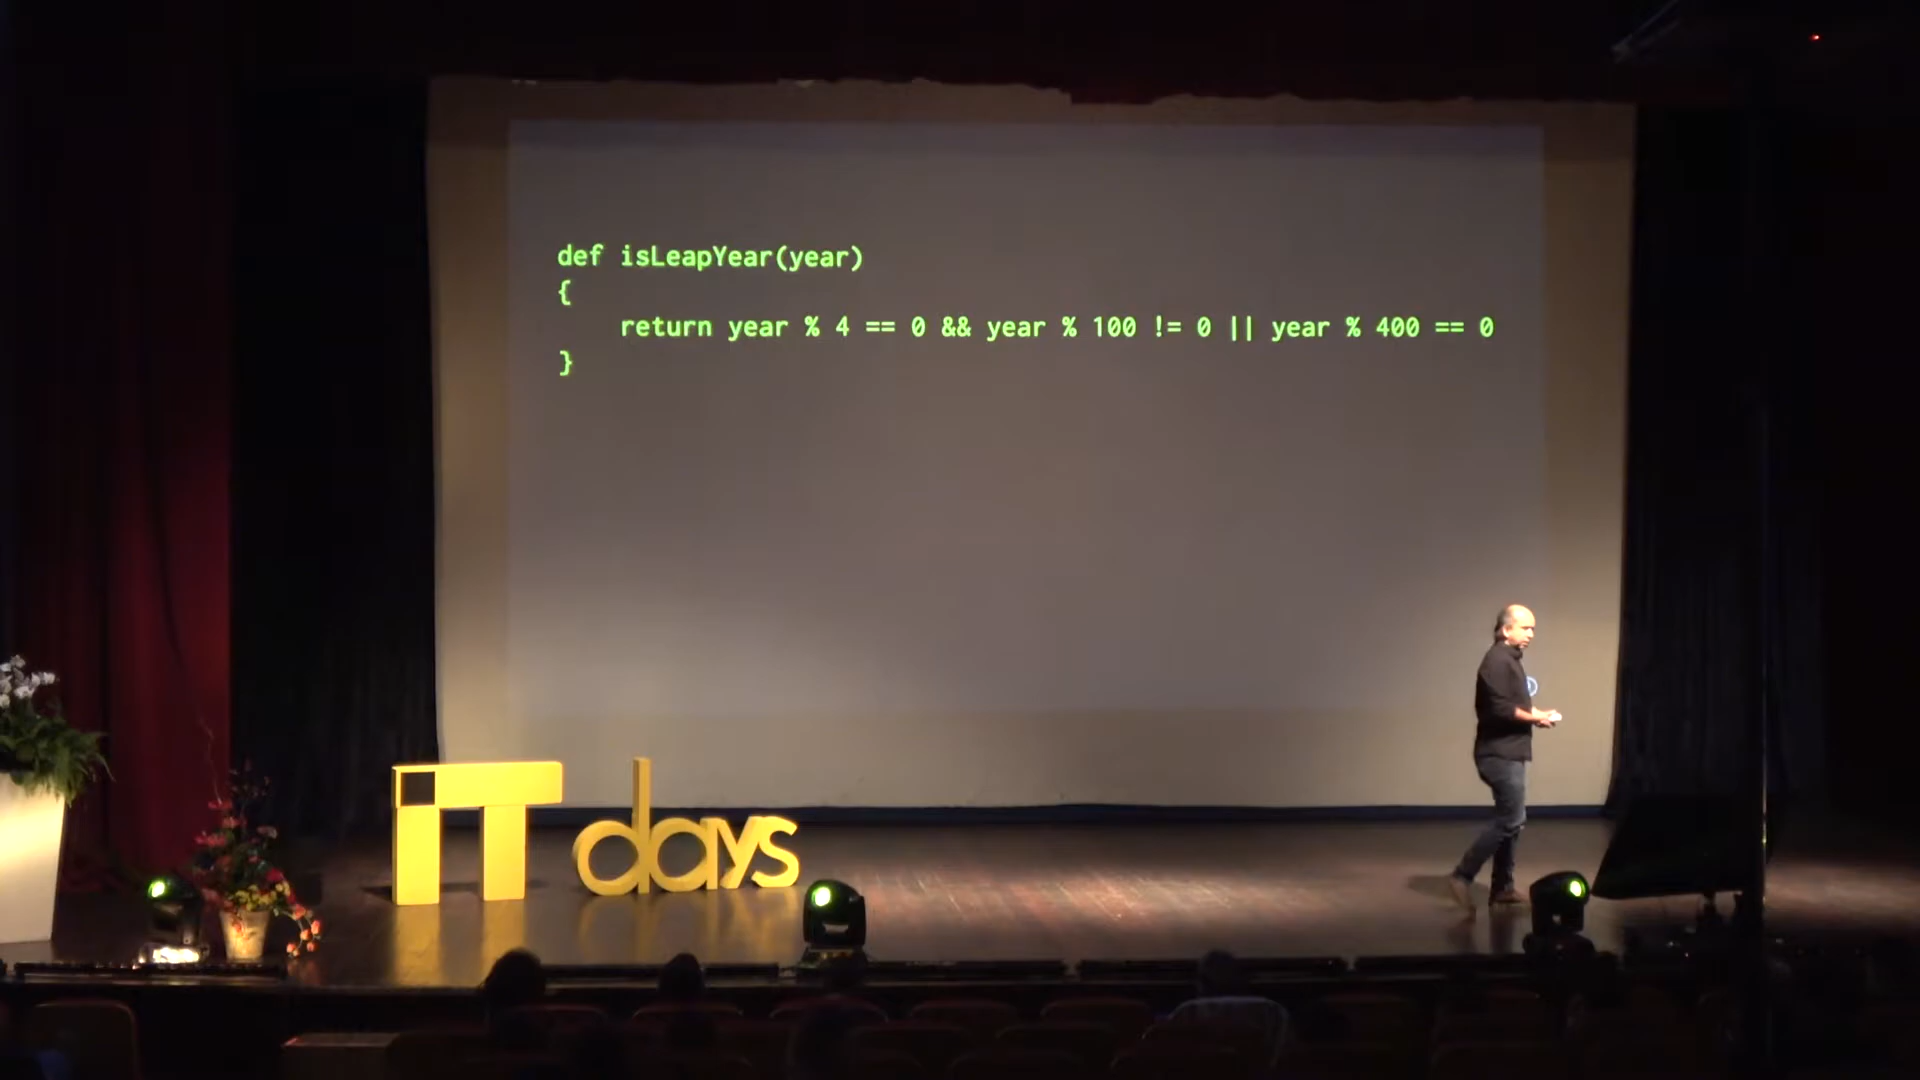 def isLeapYear(year)
{
    return year % 4 == 0 && year % 100 != 0 || year % 400 == 0
}
iT days